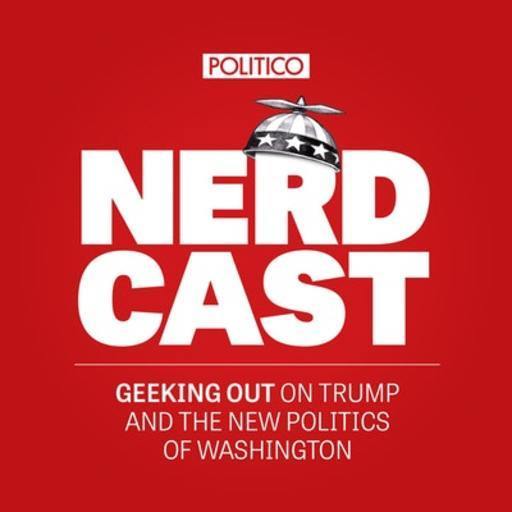 POLITICO
NERD
CAST
GEEKING OUT ON TRUMP
AND THE NEW POLITICS
OF WASHINGTON